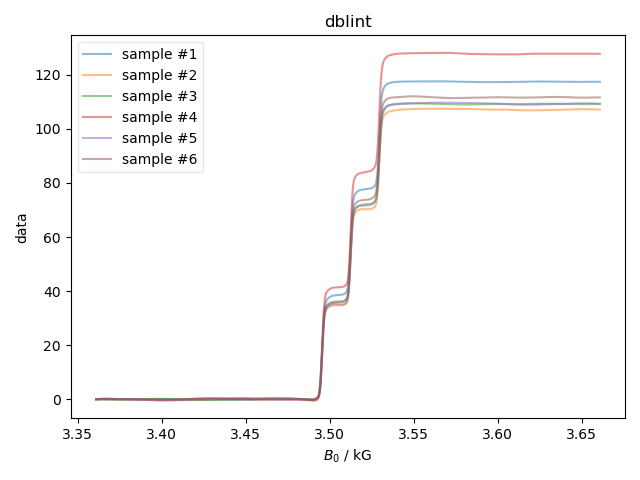 dblint
sample #1
sample #2
sample #3
sample #4
sample #5
sample #6
data
120
100
80
60
40
20
0
3.35 3.40 3.45 3.50 3.55 3.60 3.65
B₀ / kG